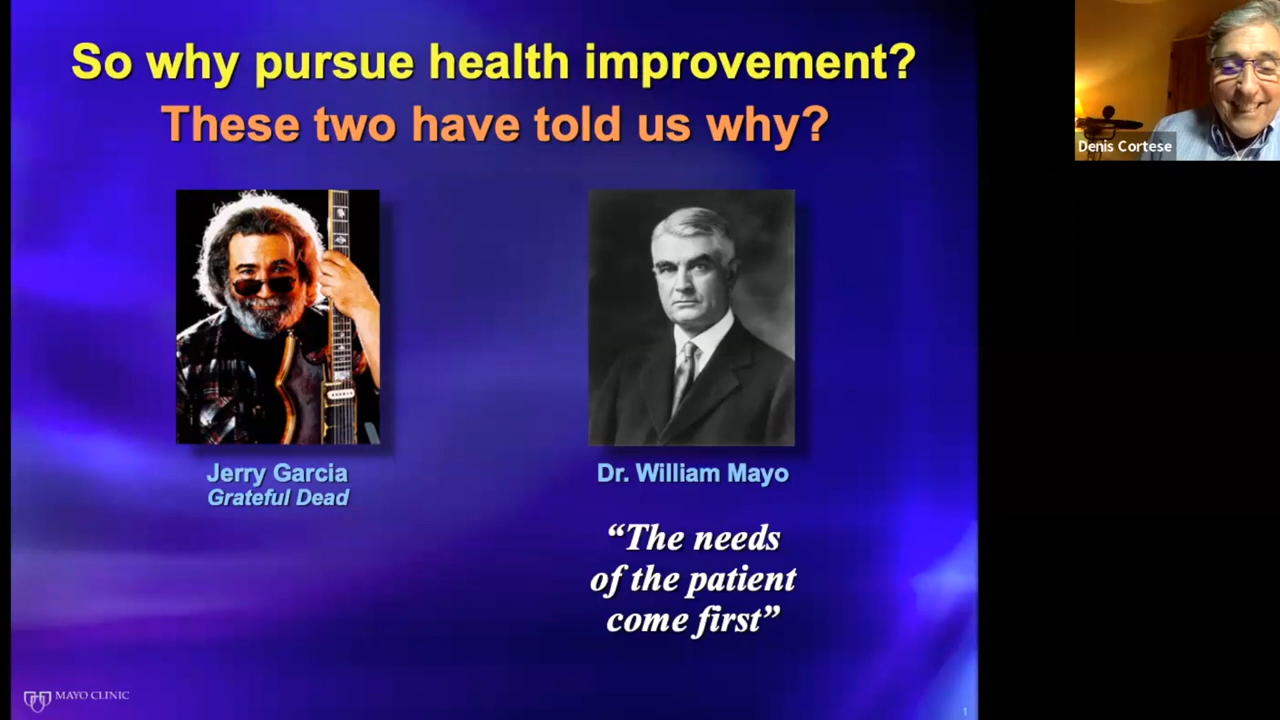 So why pursue health improvement?
These two have told us why?
Denis Cortese
Jerry Garcia
Grateful Dead
Dr. William Mayo
“The needs
of the patient
come first”
MAYO CLINIC
1